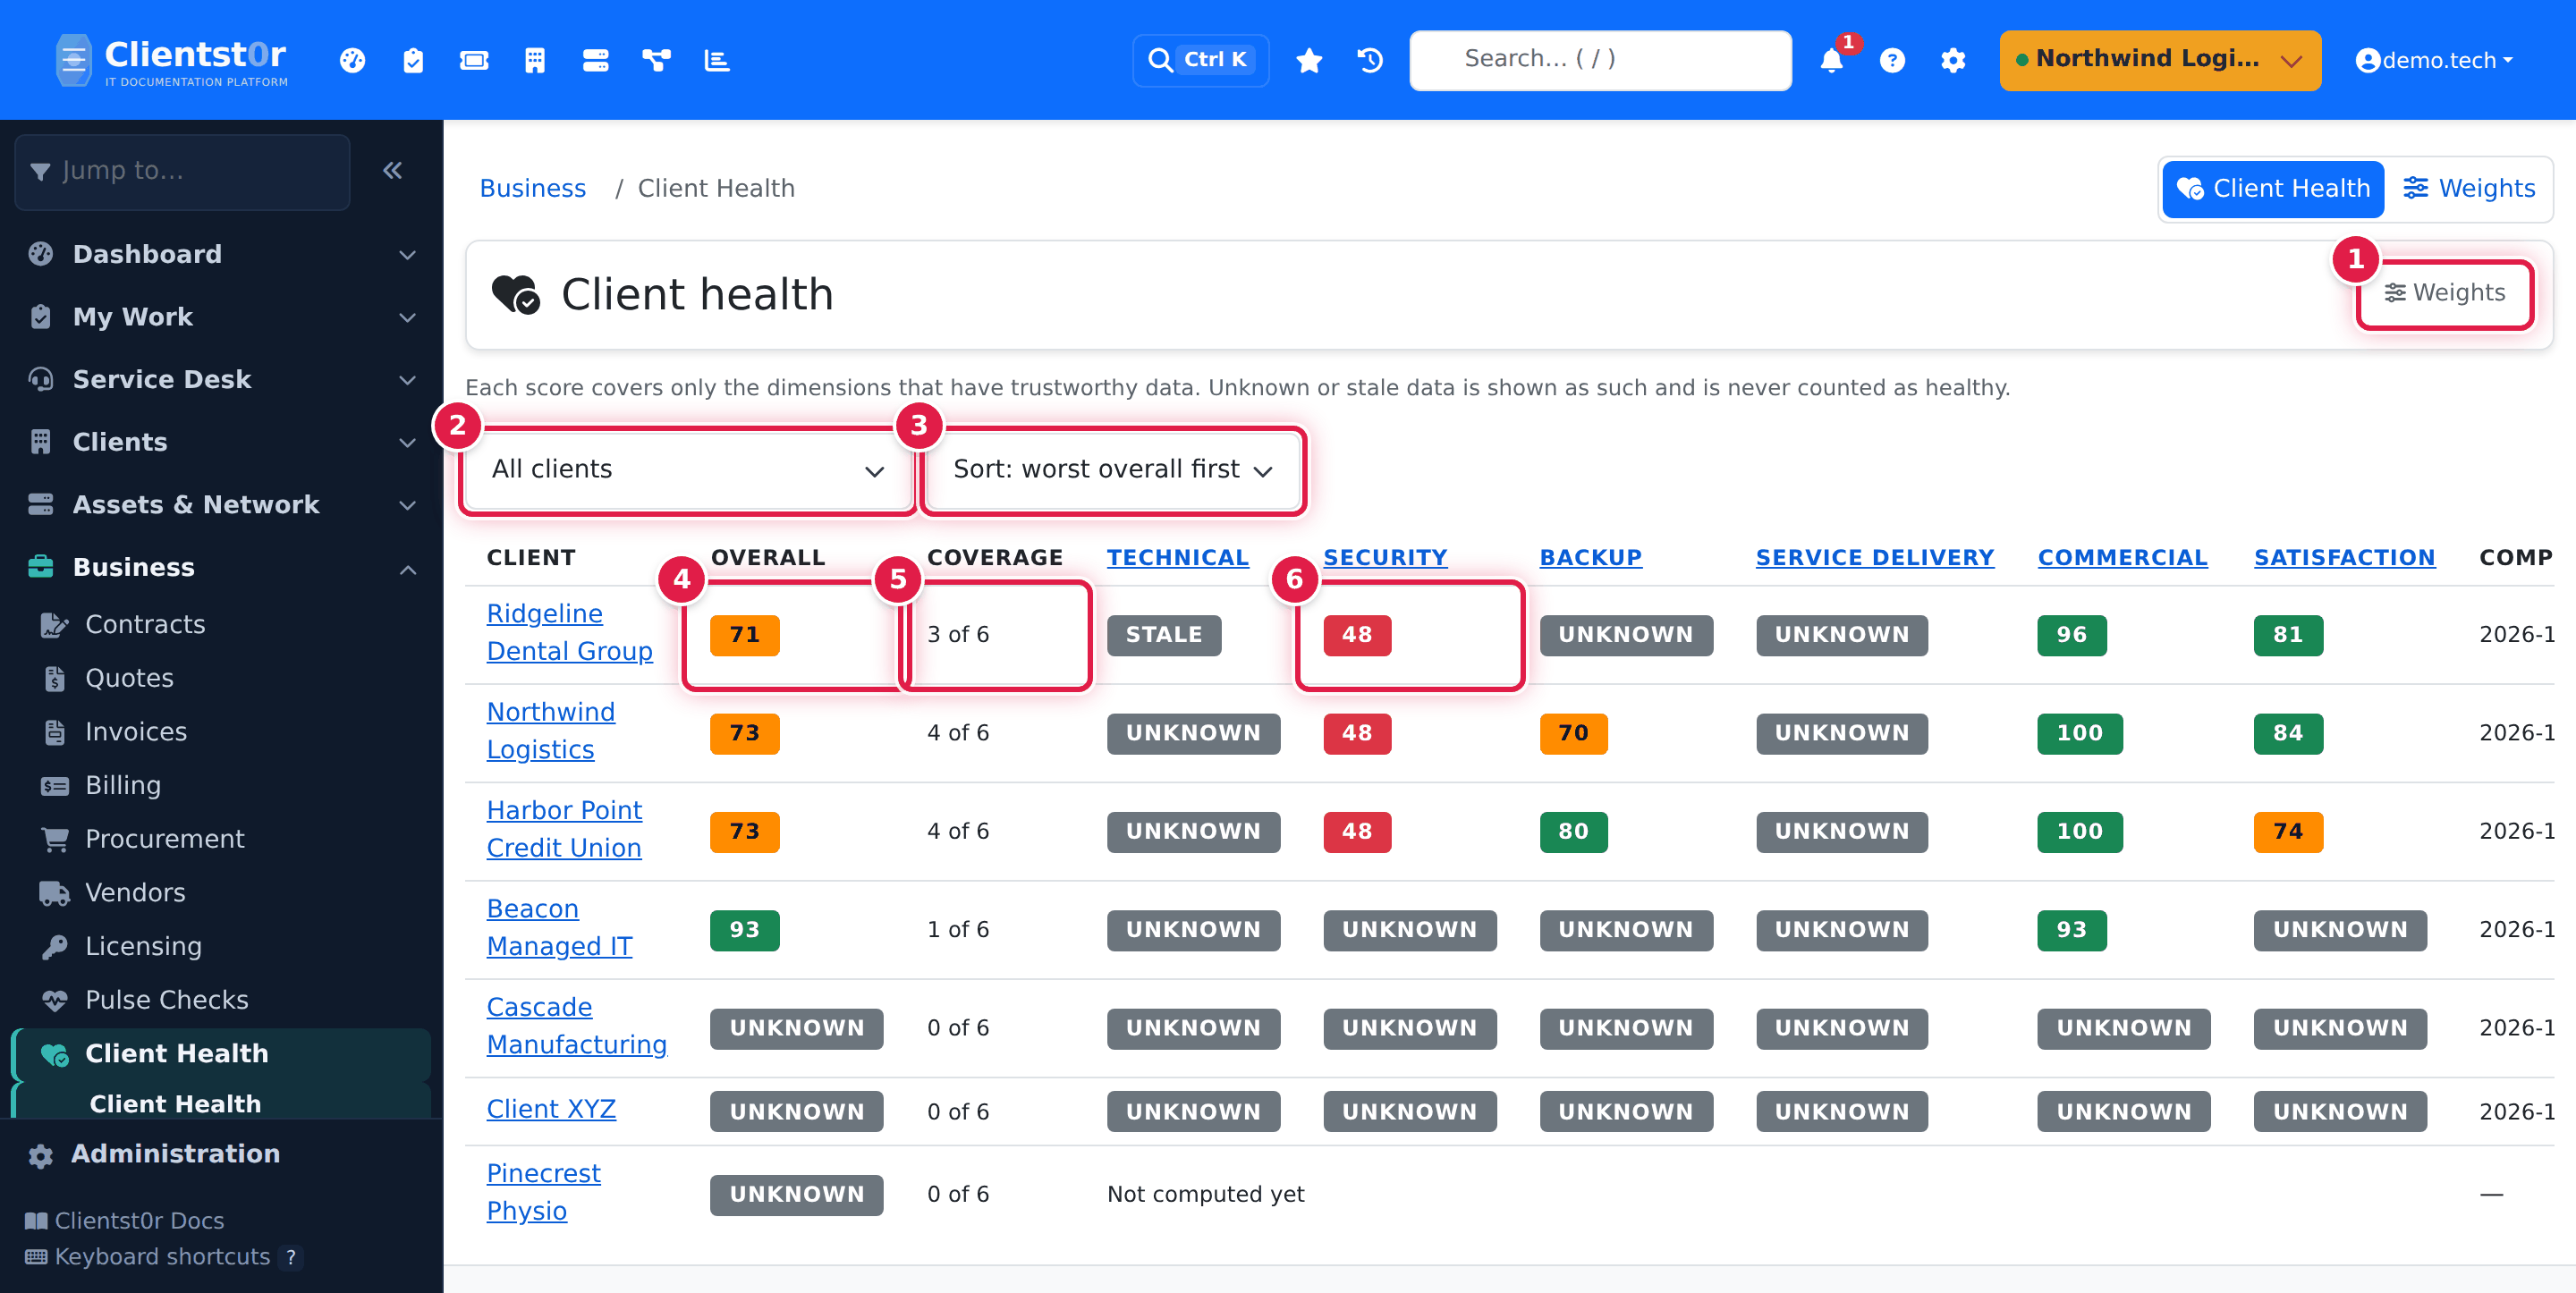 Clientst0r
IT DOCUMENTATION PLATFORM
Ctrl K
Search... ( / )
1
Northwind Logi...
demo.tech
Jump to...
Dashboard
My Work
Service Desk
Clients
Assets & Network
Business
Contracts
Quotes
Invoices
Billing
Procurement
Vendors
Licensing
Pulse Checks
Client Health
Client Health
Administration
Clientst0r Docs
Keyboard shortcuts ?
Business / Client Health
Client Health
Weights
Client health
1
Weights
Each score covers only the dimensions that have trustworthy data. Unknown or stale data is shown as such and is never counted as healthy.
2
All clients
3
Sort: worst overall first
CLIENT OVERALL COVERAGE TECHNICAL SECURITY BACKUP SERVICE DELIVERY COMMERCIAL SATISFACTION COMP
4 5 6
Ridgeline
Dental Group
71 3 of 6 STALE 48 UNKNOWN UNKNOWN 96 81 2026-1
Northwind
Logistics
73 4 of 6 UNKNOWN 48 70 UNKNOWN 100 84 2026-1
Harbor Point
Credit Union
73 4 of 6 UNKNOWN 48 80 UNKNOWN 100 74 2026-1
Beacon
Managed IT
93 1 of 6 UNKNOWN UNKNOWN UNKNOWN UNKNOWN 93 UNKNOWN 2026-1
Cascade
Manufacturing
UNKNOWN 0 of 6 UNKNOWN UNKNOWN UNKNOWN UNKNOWN UNKNOWN UNKNOWN 2026-1
Client XYZ UNKNOWN 0 of 6 UNKNOWN UNKNOWN UNKNOWN UNKNOWN UNKNOWN UNKNOWN 2026-1
Pinecrest
Physio
UNKNOWN 0 of 6 Not computed yet —